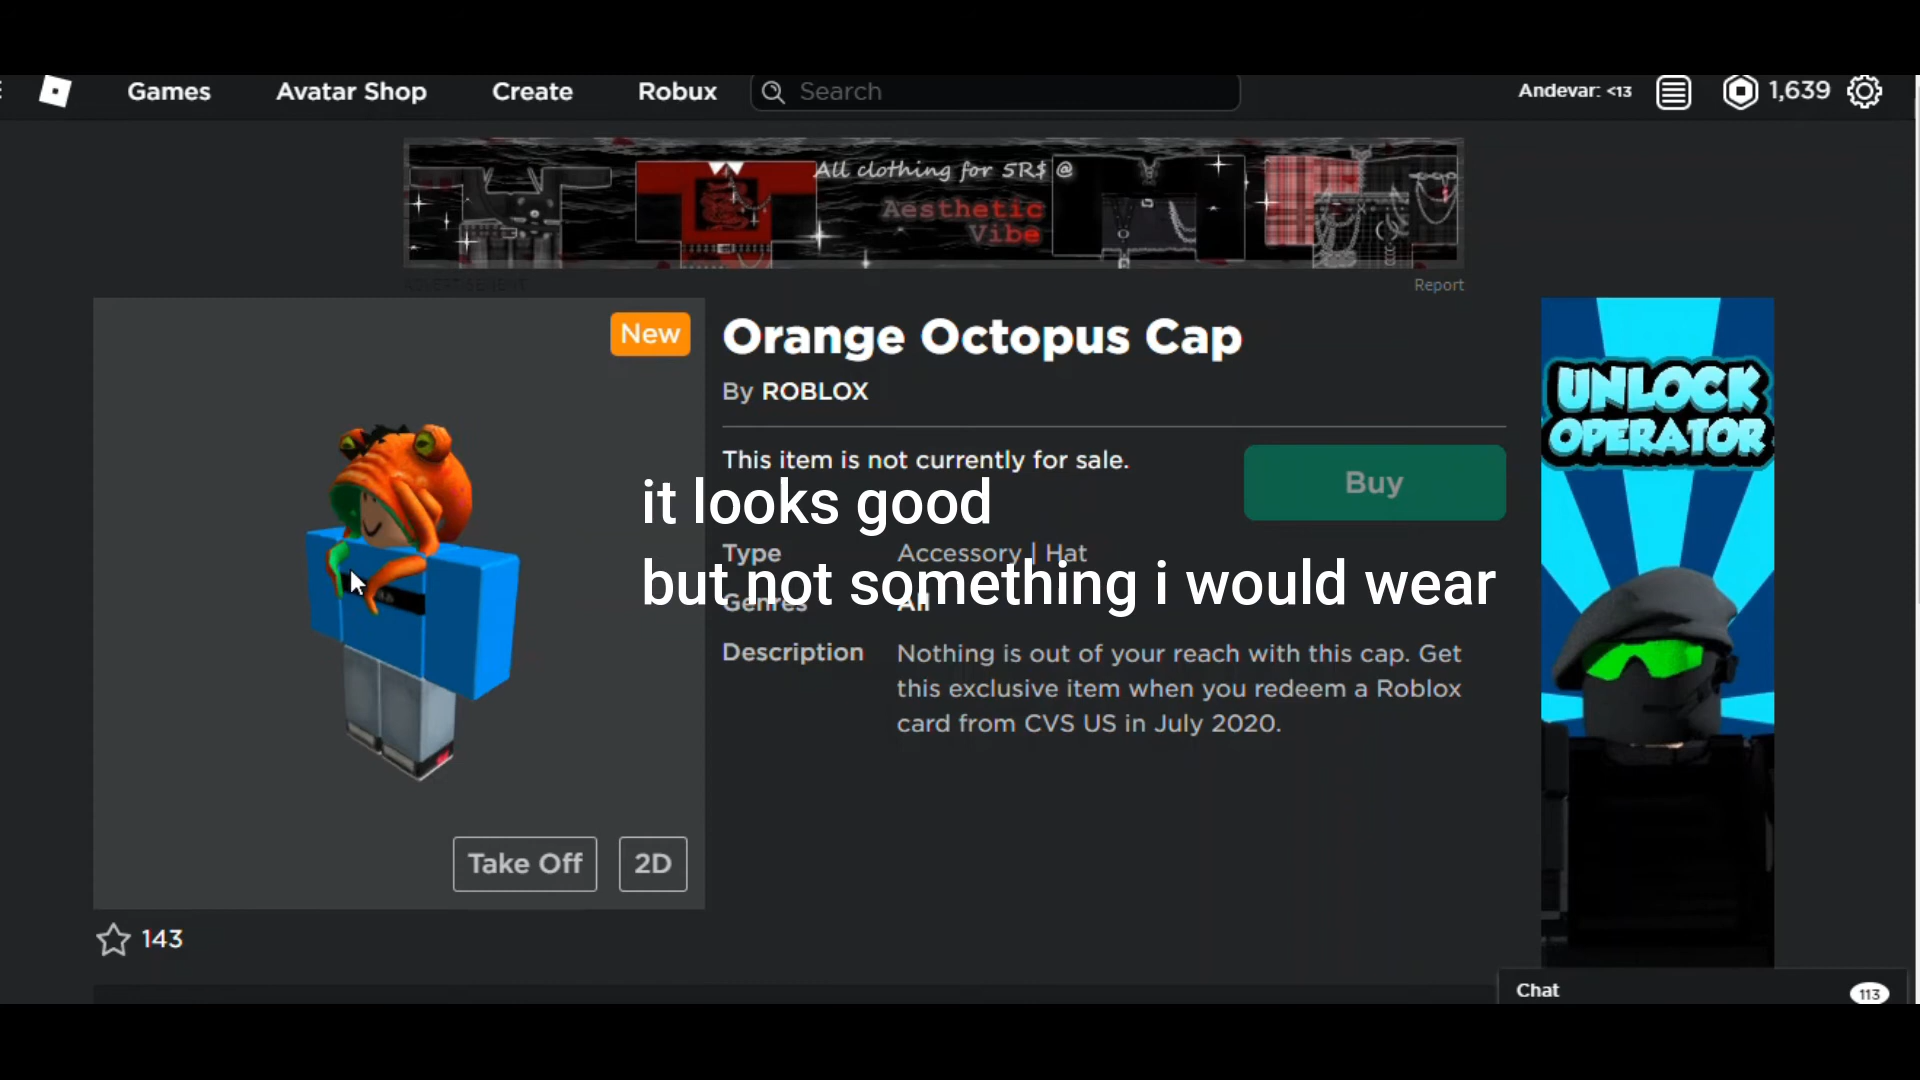 Games
Avatar Shop
Create
Robux
Search
Andevar: <13
1,639
All clothing for 5R$ @
Aesthetic
Vibe
ADVERTISEMENT
Report
New
Orange Octopus Cap
By ROBLOX
This item is not currently for sale.
Buy
it looks good
Type
Accessory | Hat
but not something i would wear
Genres
All
Description
Nothing is out of your reach with this cap. Get
this exclusive item when you redeem a Roblox
card from CVS US in July 2020.
UNLOCK
OPERATOR
Take Off
2D
143
Chat
113